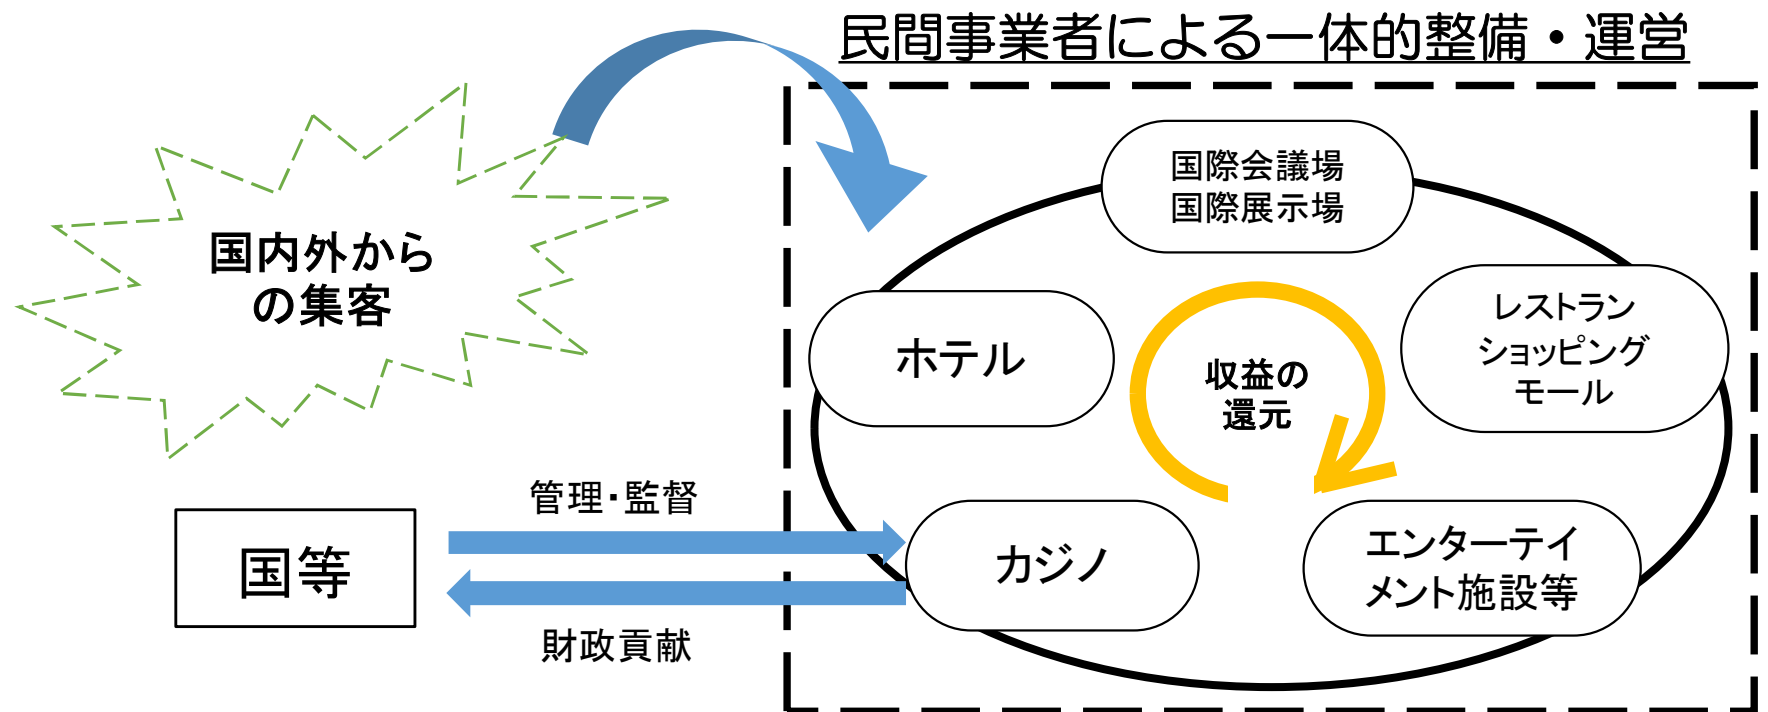 民間事業者による一体的整備・運営
国内外から
の集客
国際会議場
国際展示場
ホテル
レストラン
ショッピング
モール
収益の
還元
管理・監督
国等
財政貢献
カジノ
エンターテイ
メント施設等